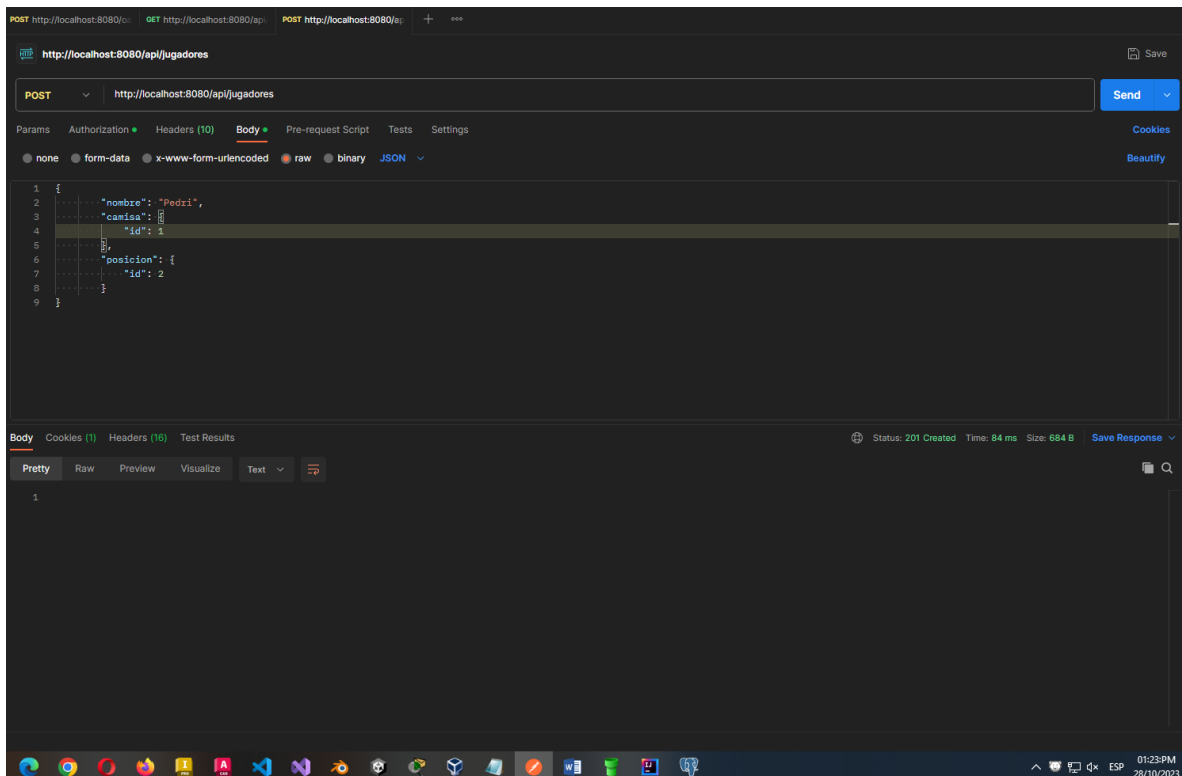 POST http://localhost:8080/oa GET http://localhost:8080/api POST http://localhost:8080/ap
HTTP http://localhost:8080/api/jugadores Save
POST http://localhost:8080/api/jugadores Send
Params Authorization Headers (10) Body Pre-request Script Tests Settings Cookies
none form-data x-www-form-urlencoded raw binary JSON Beautify
1 {
2 "nombre": "Pedri",
3 "camisa": {
4 "id": 1
5 },
6 "posicion": {
7 "id": 2
8 }
9 }
Body Cookies (1) Headers (16) Test Results Status: 201 Created Time: 84 ms Size: 684 B Save Response
Pretty Raw Preview Visualize Text
1
ESP 01:23PM
28/10/2023